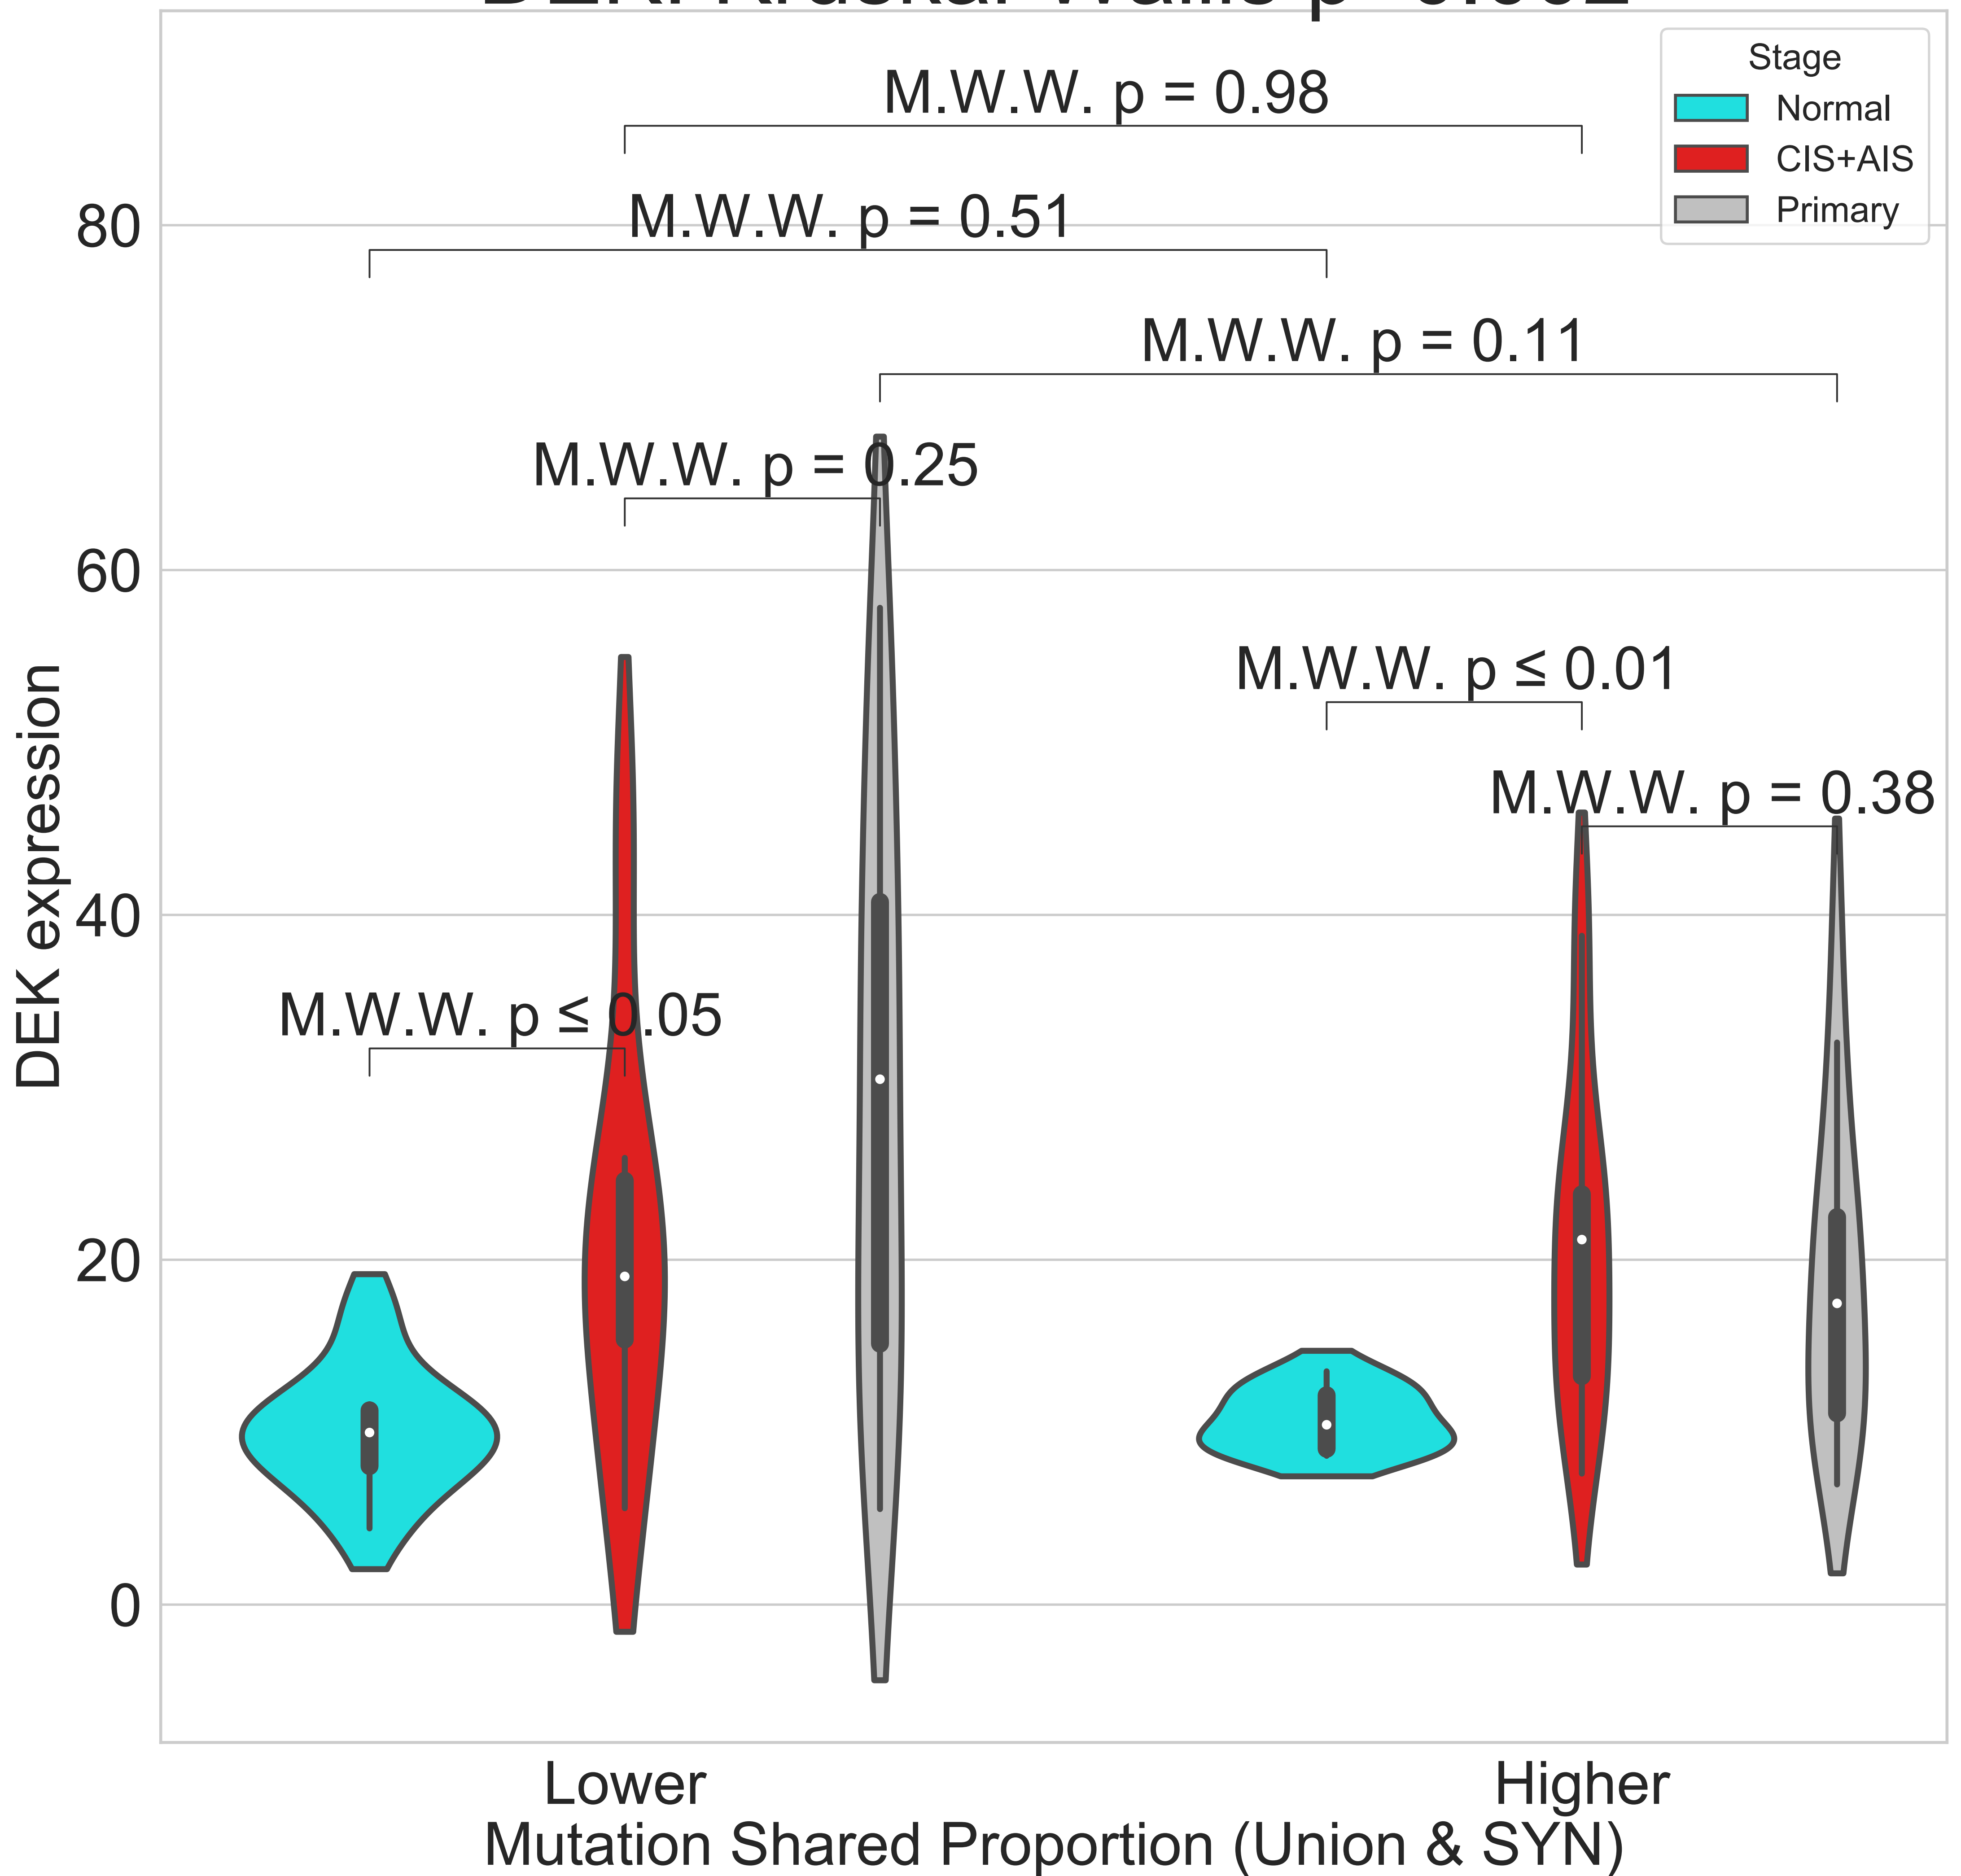 Stage
Normal
CIS+AIS
Primary
M.W.W. p = 0.98
M.W.W. p = 0.51
M.W.W. p = 0.11
M.W.W. p = 0.25
M.W.W. p ≤ 0.01
M.W.W. p = 0.38
M.W.W. p ≤ 0.05
80
60
40
20
0
DEK expression
Lower
Higher
Mutation Shared Proportion (Union & SYN)